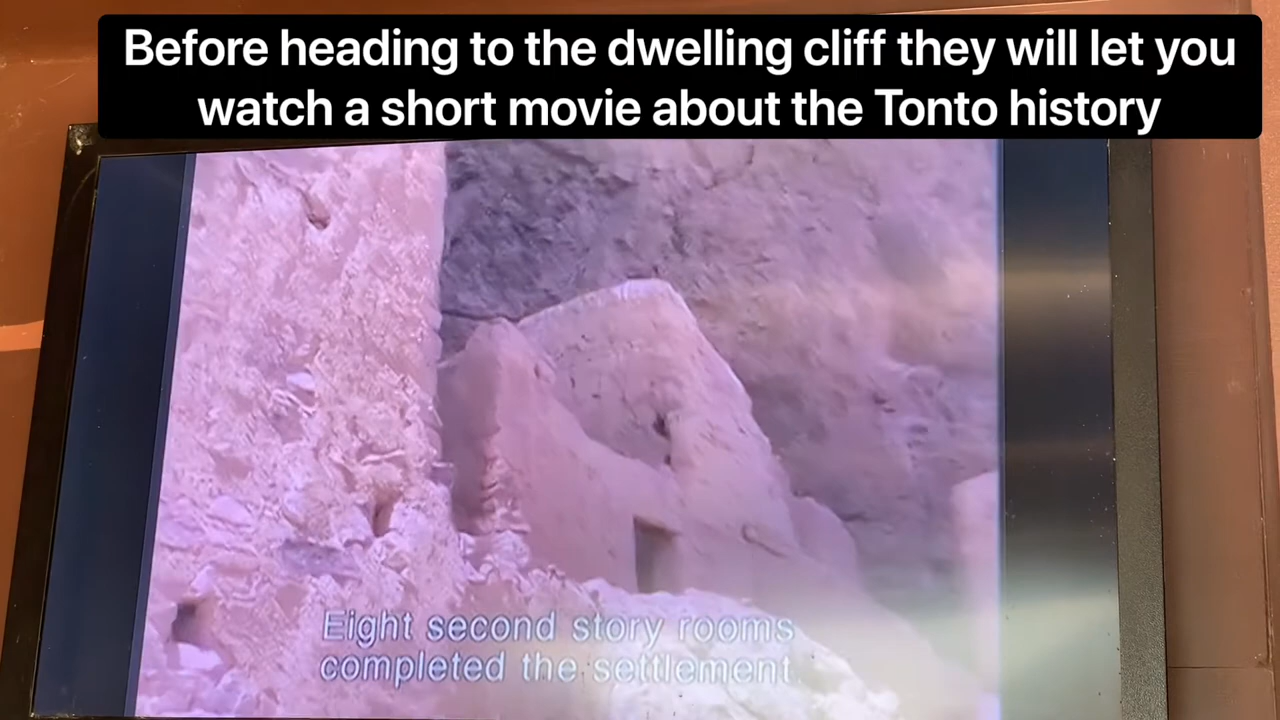 Before heading to the dwelling cliff they will let you
watch a short movie about the Tonto history
Eight second story rooms
completed the settlement.